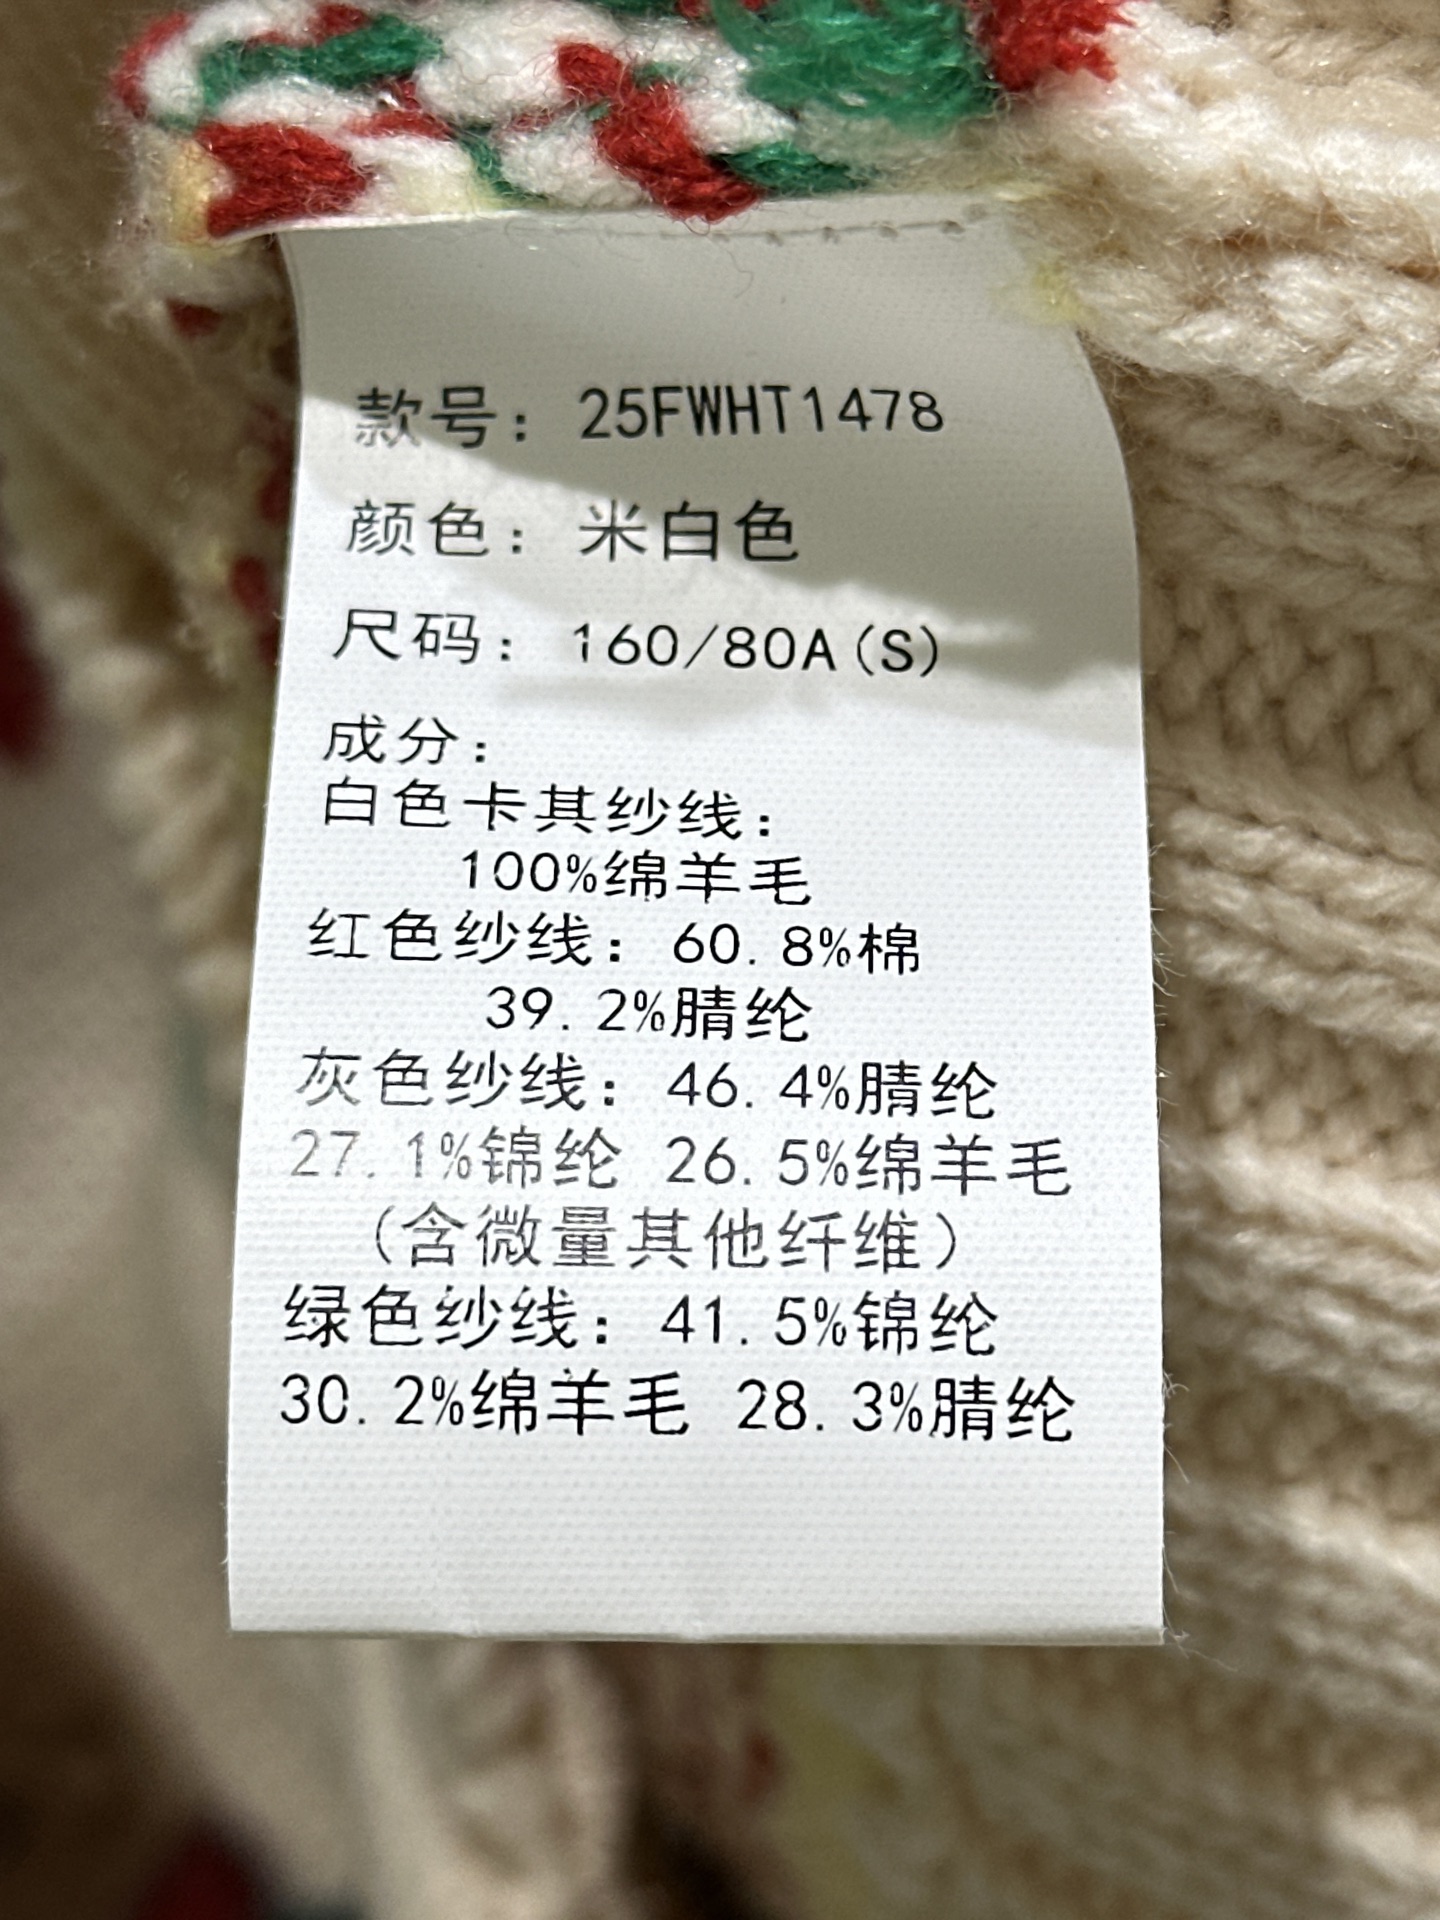 款号：25FWHT1478
颜色：米白色
尺码：160/80A(S)
成分：
白色卡其纱线：
100%绵羊毛
红色纱线：60.8%棉
39.2%腈纶
灰色纱线：46.4%腈纶
27.1%锦纶 26.5%绵羊毛
（含微量其他纤维）
绿色纱线：41.5%锦纶
30.2%绵羊毛 28.3%腈纶